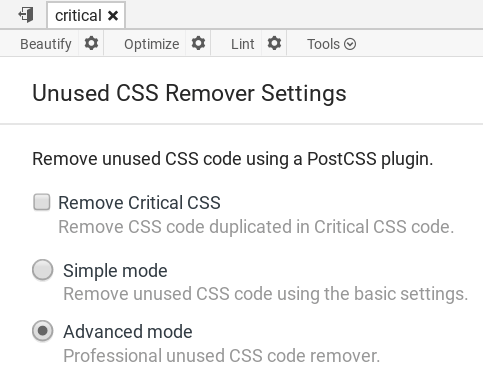 critical
Beautify Optimize Lint Tools
Unused CSS Remover Settings
Remove unused CSS code using a PostCSS plugin.
Remove Critical CSS
Remove CSS code duplicated in Critical CSS code.
Simple mode
Remove unused CSS code using the basic settings.
Advanced mode
Professional unused CSS code remover.